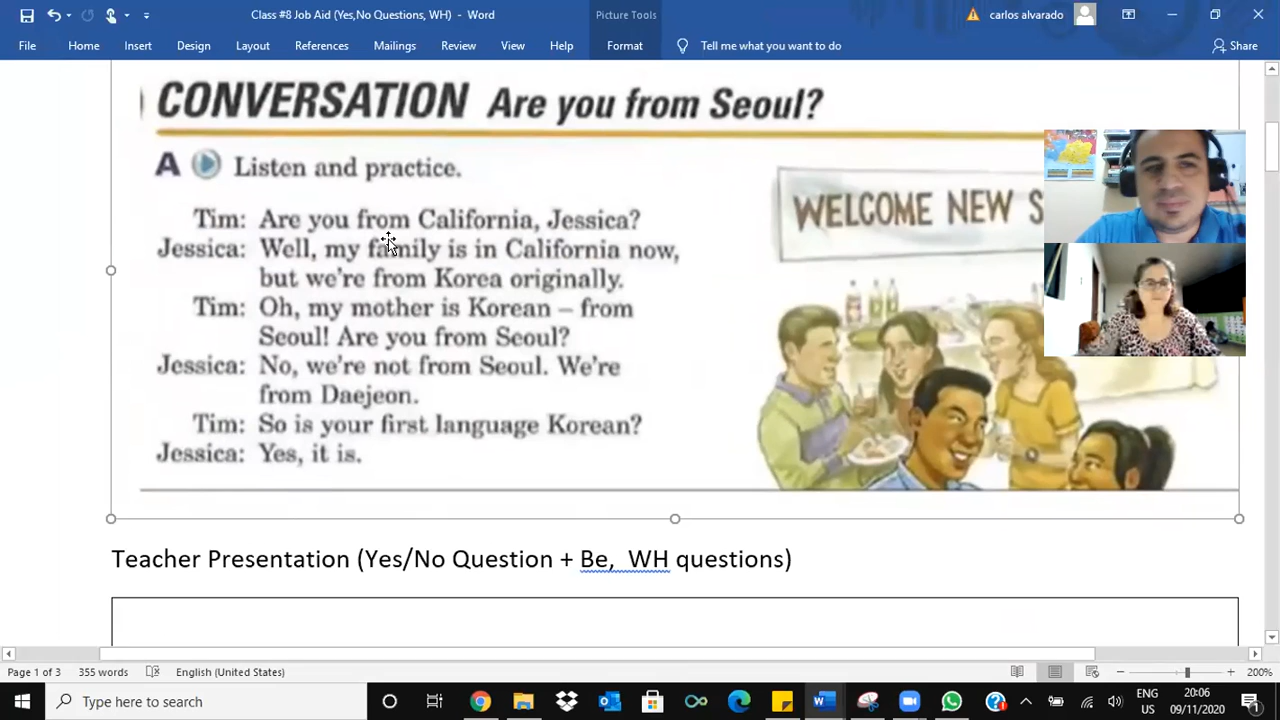 Class #8 Job Aid (Yes,No Questions, WH) - Word
Picture Tools
carlos alvarado
File Home Insert Design Layout References Mailings Review View Help Format Tell me what you want to do Share
CONVERSATION Are you from Seoul?
A Listen and practice.
Tim: Are you from California, Jessica?
Jessica: Well, my family is in California now,
but we're from Korea originally.
Tim: Oh, my mother is Korean – from
Seoul! Are you from Seoul?
Jessica: No, we're not from Seoul. We're
from Daejeon.
Tim: So is your first language Korean?
Jessica: Yes, it is.
WELCOME NEW S
Teacher Presentation (Yes/No Question + Be, WH questions)
Page 1 of 3 355 words English (United States) 200%
Type here to search
ENG
US
20:06
09/11/2020
1